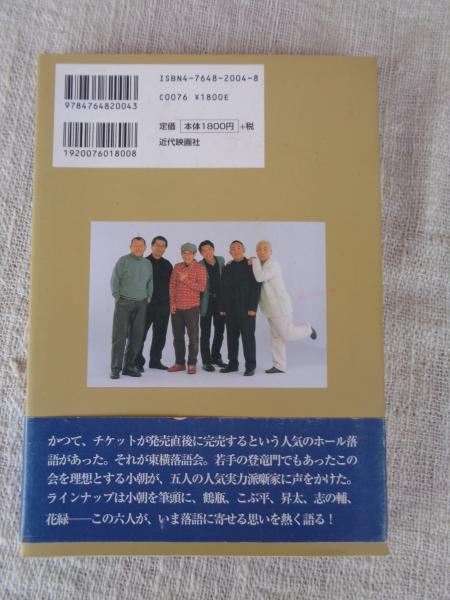 ISBN4-7648-2004-8
C0076 ¥1800E
9784764820043
定価 本体1800円 +税
近代映画社
1920076018008
かつて、チケットが発売直後に完売するという人気のホール落
語があった。それが東横落語会。若手の登竜門でもあったこの
会を理想とする小朝が、五人の人気実力派噺家に声をかけた。
ラインナップは小朝を筆頭に、鶴瓶、こぶ平、昇太、志の輔、
花緑──この六人が、いま落語に寄せる思いを熱く語る！